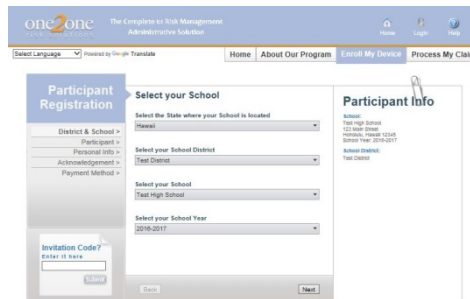 one2one
The Complete 1:1 Risk Management
Administrative Solution
Home
Login
Help
Select Language
Powered by Google Translate
Home
About Our Program
Enroll My Device
Process My Clai
Participant
Registration
District & School >
Participant >
Personal Info >
Acknowledgement >
Payment Method >
Invitation Code?
Enter it here
Submit
Select your School
Select the State where your School is located
Hawaii
Select your School District
Test District
Select your School
Test High School
Select your School Year
2016-2017
Back
Next
Participant Info
School:
Test High School
123 Main Street
Honolulu, Hawaii 12345
School Year: 2016-2017
School District:
Test District